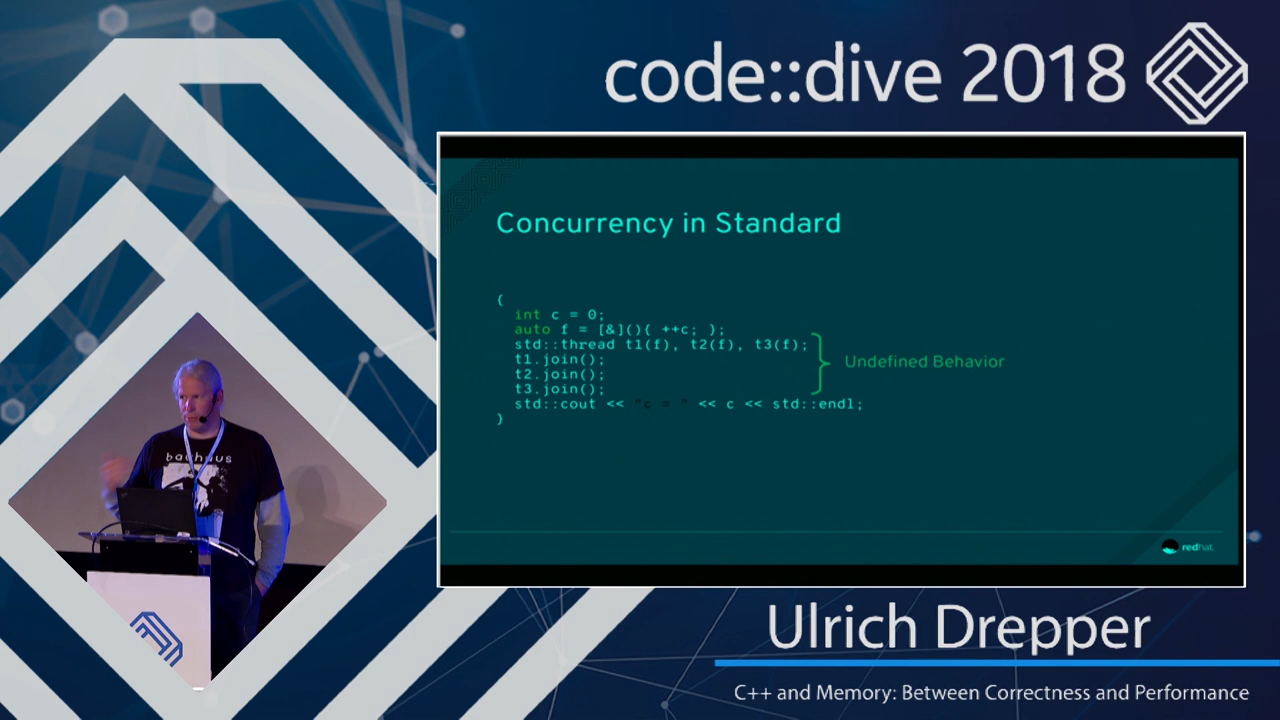 code::dive 2018
Concurrency in Standard
{
int c = 0;
auto f = [&](){ ++c; };
std::thread t1(f), t2(f), t3(f);
t1.join();
t2.join();
t3.join();
std::cout << "c = " << c << std::endl;
}
Undefined Behavior
redhat.
bauhaus
Ulrich Drepper
C++ and Memory: Between Correctness and Performance